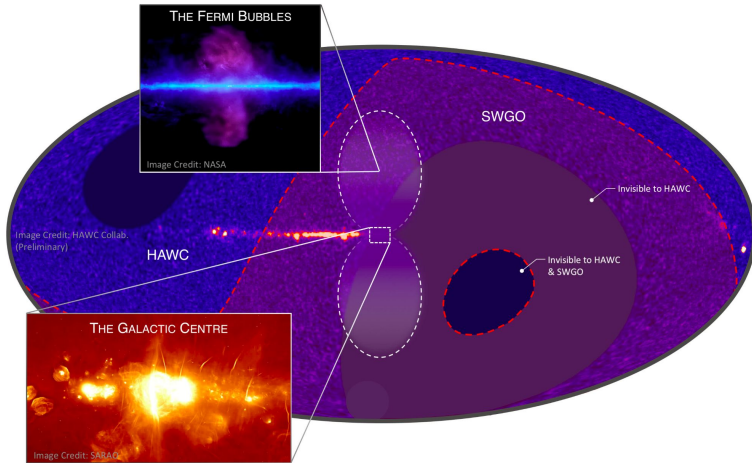 THE FERMI BUBBLES
Image Credit: NASA
SWGO
Invisible to HAWC
Image Credit: HAWC Collab.
(Preliminary)
HAWC
Invisible to HAWC
& SWGO
THE GALACTIC CENTRE
Image Credit: SARAO